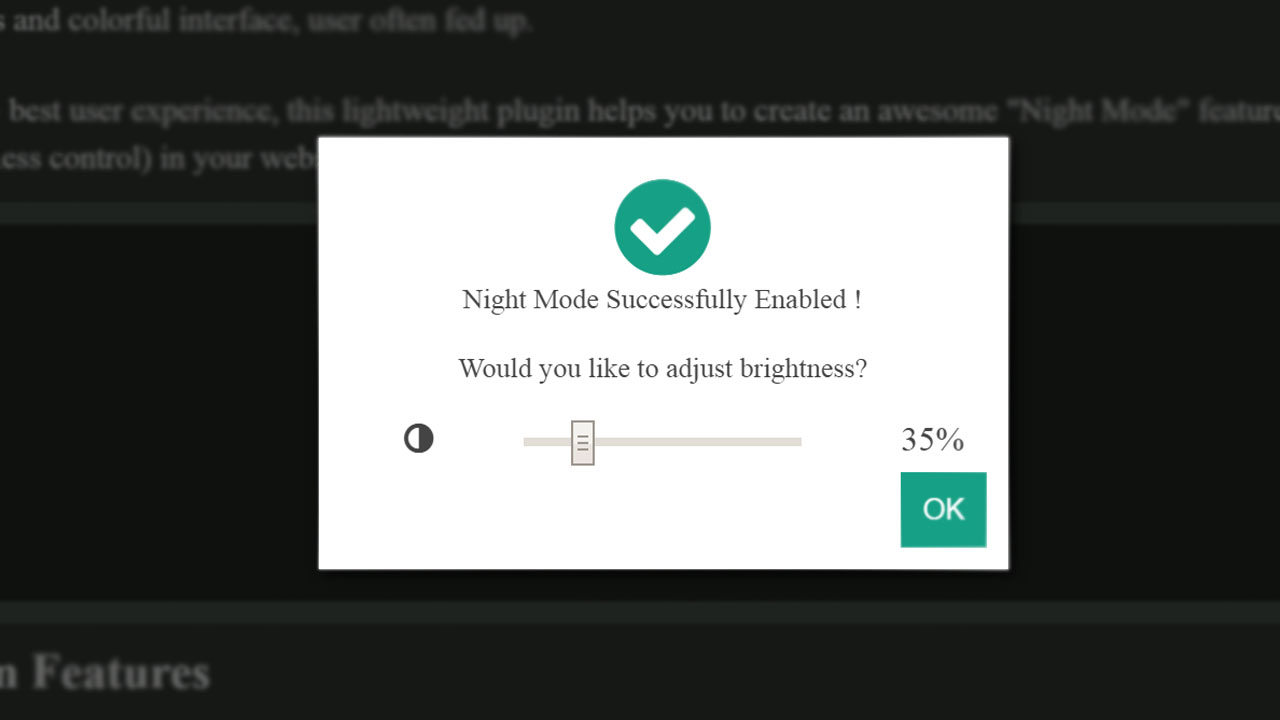 s and colorful interface, user often fed up.
best user experience, this lightweight plugin helps you to create an awesome "Night Mode" feature
ess control) in your web
Night Mode Successfully Enabled !
Would you like to adjust brightness?
35%
OK
n Features